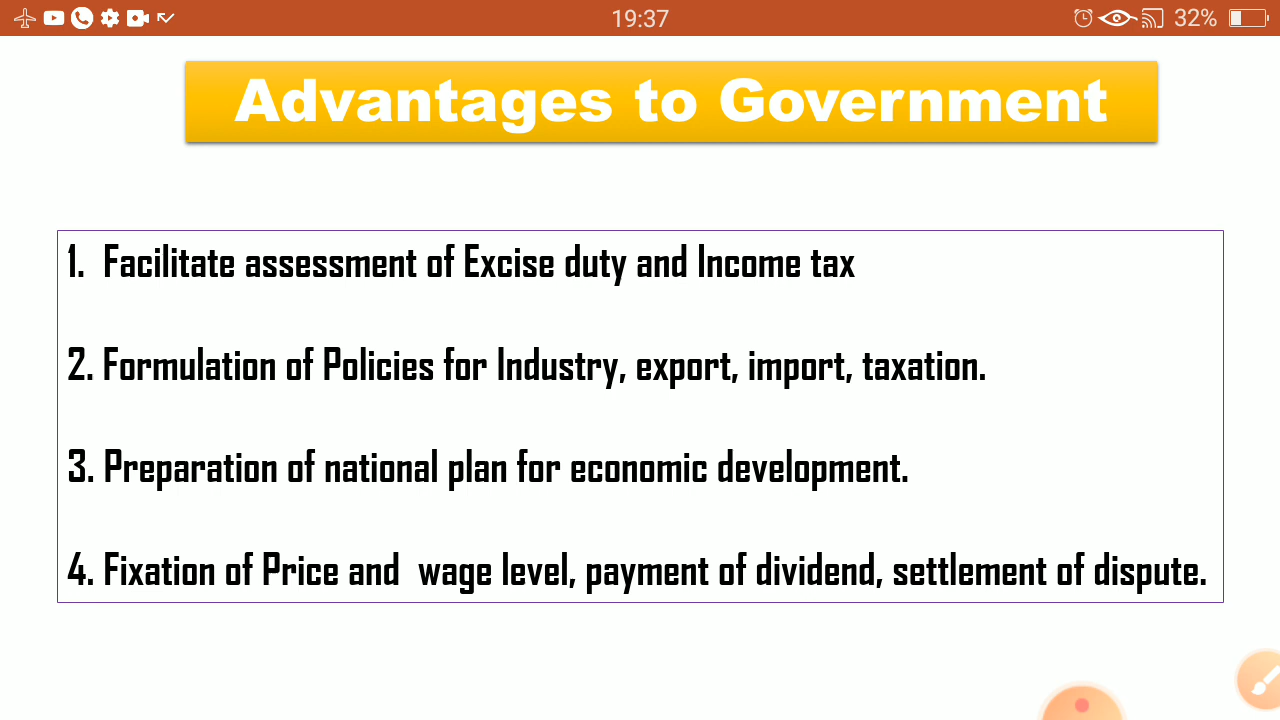 19:37
32%
Advantages to Government
1. Facilitate assessment of Excise duty and Income tax
2. Formulation of Policies for Industry, export, import, taxation.
3. Preparation of national plan for economic development.
4. Fixation of Price and wage level, payment of dividend, settlement of dispute.